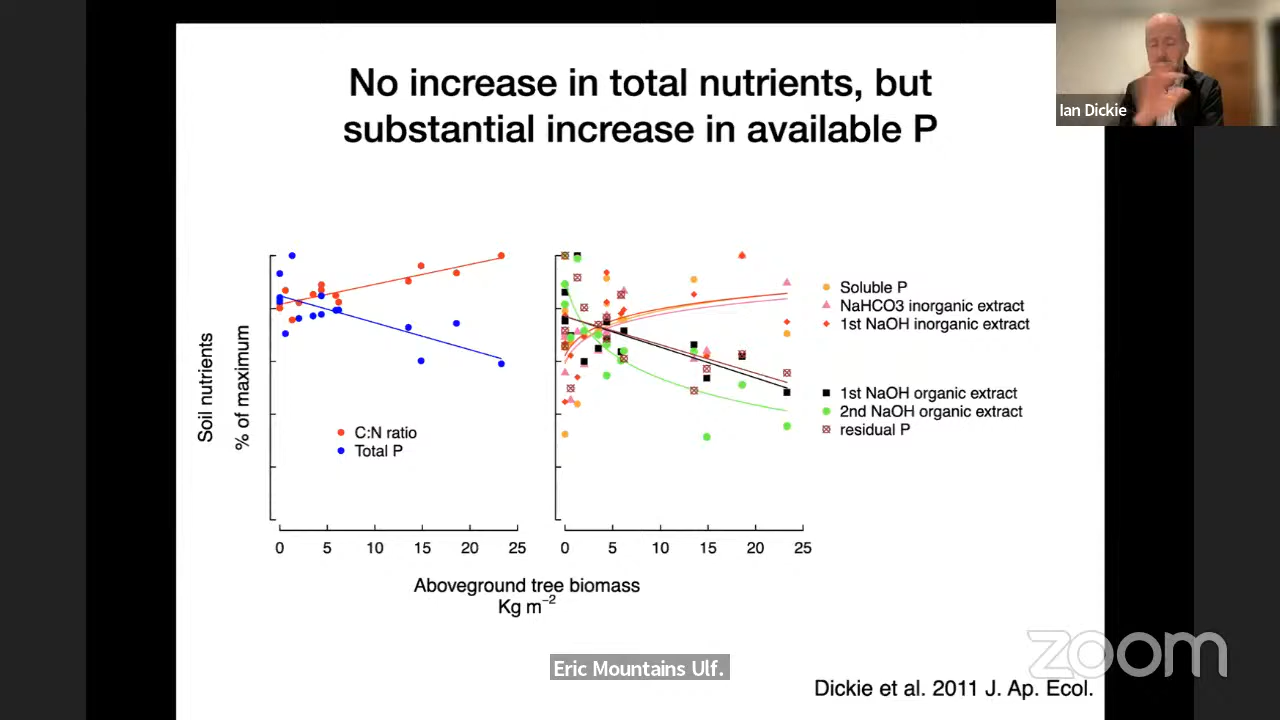 No increase in total nutrients, but
substantial increase in available P
Ian Dickie
Soil nutrients
% of maximum
C:N ratio
Total P
0 5 10 15 20 25
Soluble P
NaHCO3 inorganic extract
1st NaOH inorganic extract
1st NaOH organic extract
2nd NaOH organic extract
residual P
0 5 10 15 20 25
Aboveground tree biomass
Kg m⁻²
Eric Mountains Ulf.
zoom
Dickie et al. 2011 J. Ap. Ecol.